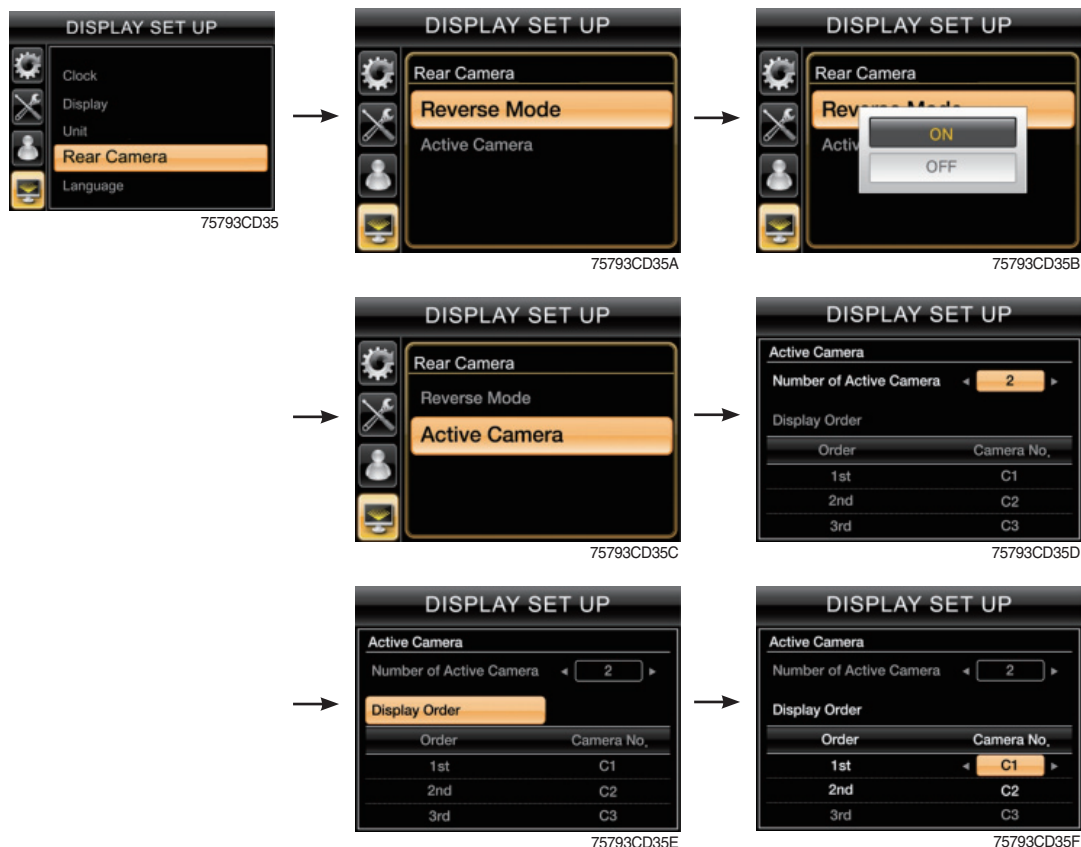 DISPLAY SET UP
Clock
Display
Unit
Rear Camera
Language
75793CD35
DISPLAY SET UP
Rear Camera
Reverse Mode
Active Camera
75793CD35A
DISPLAY SET UP
Rear Camera
Reverse Mode
Activ
ON
OFF
75793CD35B
DISPLAY SET UP
Rear Camera
Reverse Mode
Active Camera
75793CD35C
DISPLAY SET UP
Active Camera
Number of Active Camera 2
Display Order
Order Camera No.
1st C1
2nd C2
3rd C3
75793CD35D
DISPLAY SET UP
Active Camera
Number of Active Camera 2
Display Order
Order Camera No.
1st C1
2nd C2
3rd C3
75793CD35E
DISPLAY SET UP
Active Camera
Number of Active Camera 2
Display Order
Order Camera No.
1st C1
2nd C2
3rd C3
75793CD35F